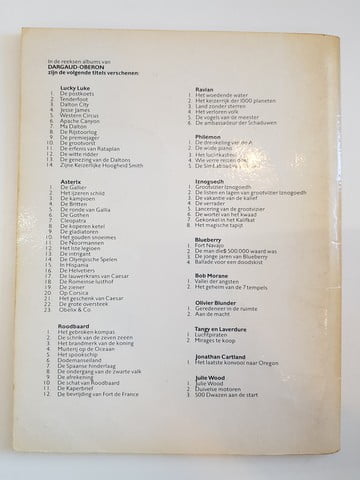 In de reeksen albums van
DARGAUD-OBERON
zijn de volgende titels verschenen:
Lucky Luke
1. De postkoets
2. Tenderfoot
3. Dalton City
4. Jesse James
5. Western Circus
6. Apache Canyon
7. Ma Dalton
8. De Rijstoorlog
9. De premiejager
10. De grootvorst
11. De erfenis van Rataplan
12. De witte ridder
13. De genezing van de Daltons
14. Zijne Keizerlijke Hoogheid Smith
Asterix
1. De Galliër
2. Het ijzeren schild
3. De kampioen
4. De Britten
5. De ronde van Gallia
6. De Gothen
7. Cleopatra
8. De koperen ketel
9. De gladiatoren
10. Het gouden snoeimes
11. De Noormannen
12. Het 1ste legioen
13. De intrigant
14. De Olympische Spelen
15. In Hispania
16. De Helvetiërs
17. De lauwerkrans van Caesar
18. De Romeinse lusthof
19. De ziener
20. Op Corsica
21. Het geschenk van Caesar
22. De grote oversteek
23. Obelix & Co
Roodbaard
1. Het gebroken kompas
2. De schrik van de zeven zeeën
3. Het brandmerk van de koning
4. Muiterij op de Oceaan
5. Het spookschip
6. Dodemanseiland
7. De Spaanse hinderlaag
8. De ondergang van de zwarte valk
9. De afrekening
10. De schat van Roodbaard
11. De Kaperbrief
12. De bevrijding van Fort de France
Ravian
1. Het woedende water
2. Het keizerrijk der 1000 planeten
3. Land zonder sterren
4. Het verloren volk
5. De vogels van de meester
6. De ambassadeur der Schaduwen
Philémon
1. De drenkeling van de A
2. De wilde piano
3. Het luchtkasteel
4. Wie verre reizen doet
5. De Simbabbad
Iznogoedh
1. Grootvizier Iznogoedh
2. De listen en lagen van grootvizier Iznogoedh
3. De vakantie van de kalief
4. De verrader
5. Lancering van de grootvizier
6. De wortel van het kwaad
7. Gekonkel in het Kalifkat
8. Het magische tapijt
Blueberry
1. Fort Navajo
2. De man die $ 500 000 waard was
3. De jonge jaren van Blueberry
4. Ballade voor een doodskist
Bob Morane
1. Vallei der angsten
2. Het geheim van de 7 tempels
Olivier Blunder
1. Geredeneer in de ruimte
2. Aan de macht
Tangy en Laverdure
1. Luchtpiraten
2. Mirages te koop
Jonathan Cartland
1. Het laatste konvooi naar Oregon
Julie Wood
1. Julie Wood
2. Duivelse motoren
3. 500 Dwazen aan de start